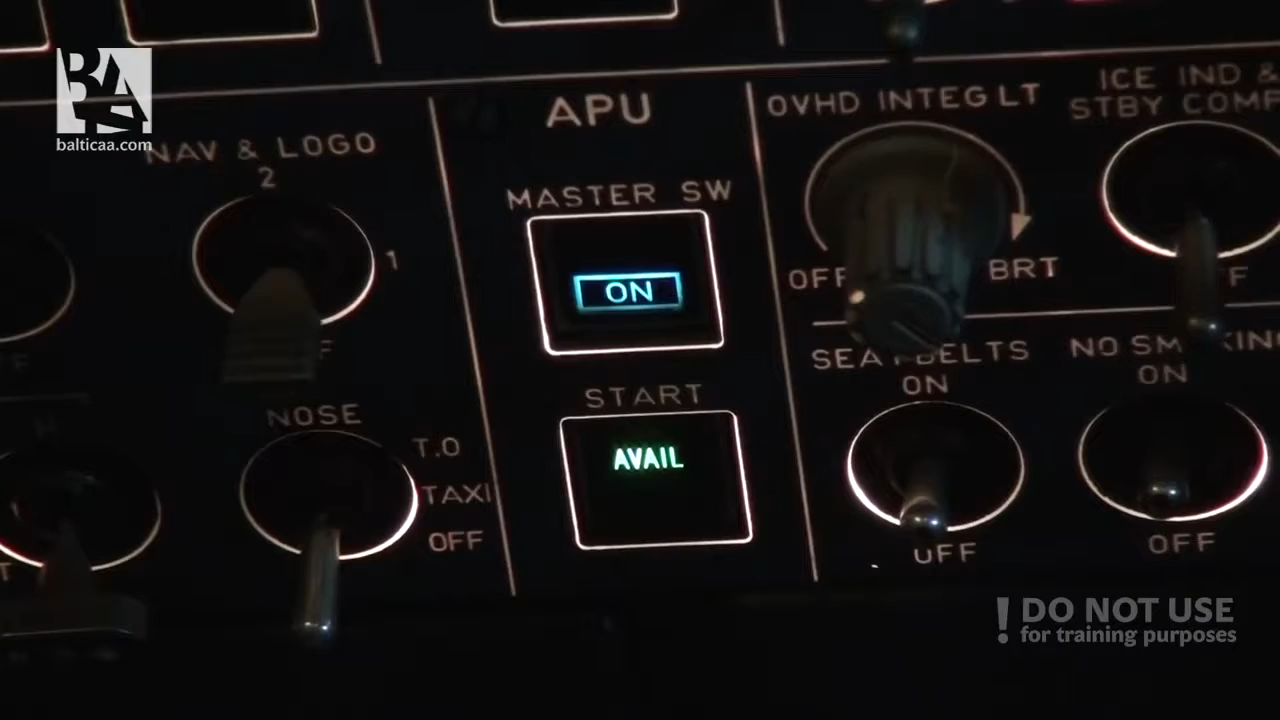 BAA
balticaa.com
NAV & LOGO
2
1
F
NOSE
T.O
TAXI
OFF
APU
MASTER SW
ON
START
AVAIL
OVHD INTEG LT
OFF
BRT
ICE IND &
STBY COMP
F
SEAT BELTS
ON
OFF
NO SMOKING
ON
OFF
! DO NOT USE
for training purposes